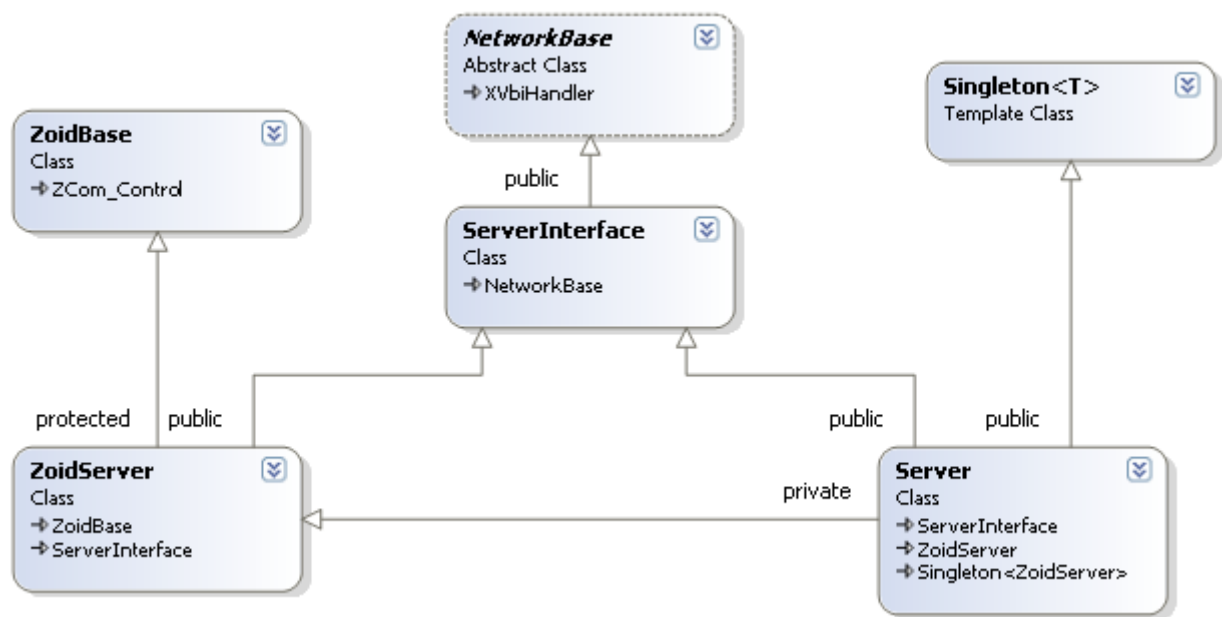 NetworkBase
Abstract Class
XVbiHandler
Singleton<T>
Template Class
ZoidBase
Class
ZCom_Control
public
ServerInterface
Class
NetworkBase
protected
public
public
public
ZoidServer
Class
ZoidBase
ServerInterface
private
Server
Class
ServerInterface
ZoidServer
Singleton<ZoidServer>